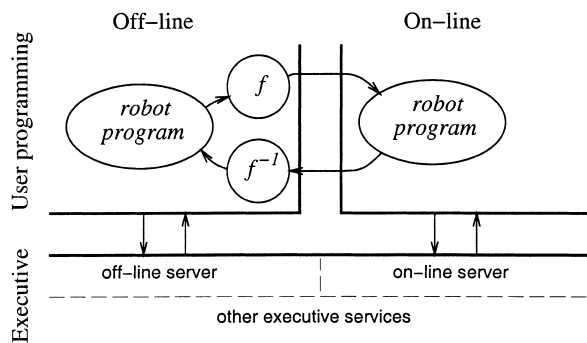 Off−line
On−line
User programming
robot
program
f
f⁻¹
robot
program
Executive
off−line server
on−line server
other executive services